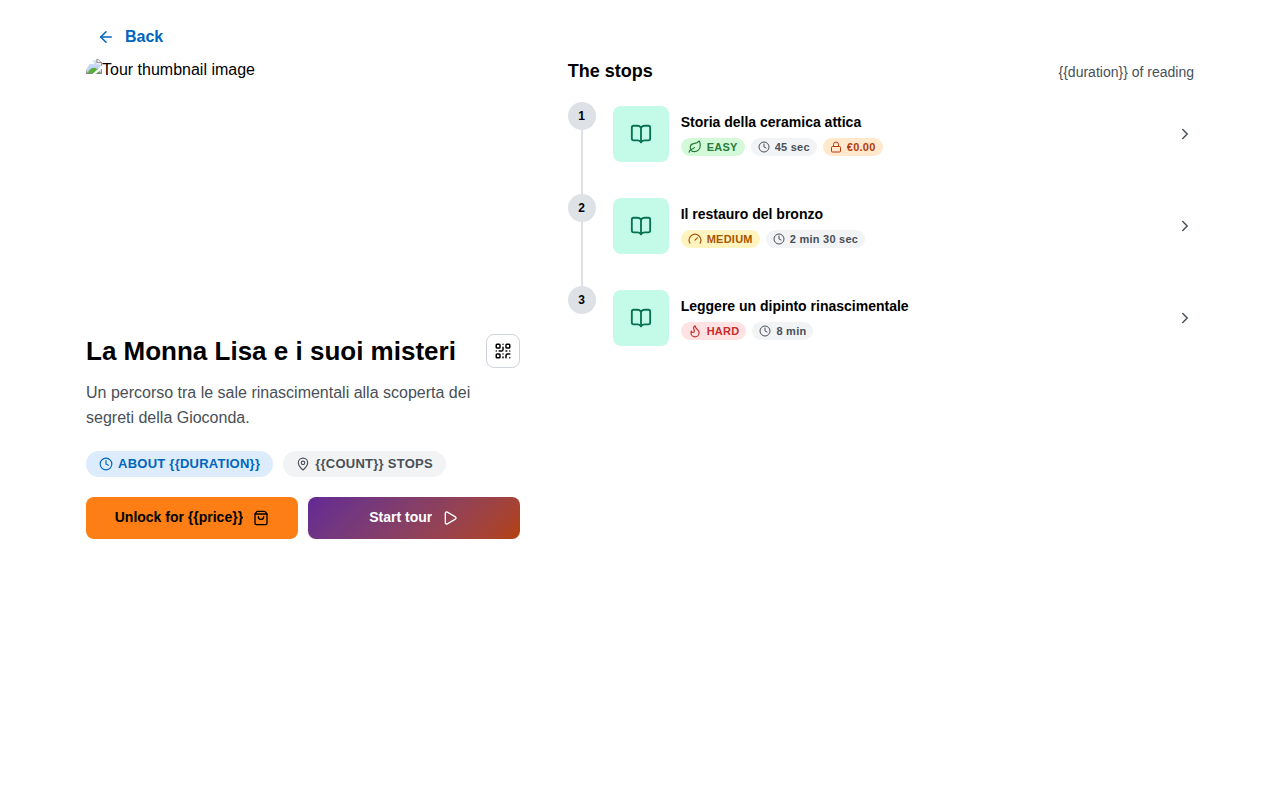 Back
Tour thumbnail image
La Monna Lisa e i suoi misteri
Un percorso tra le sale rinascimentali alla scoperta dei
segreti della Gioconda.
ABOUT {{DURATION}}
{{COUNT}} STOPS
Unlock for {{price}}
Start tour
The stops
{{duration}} of reading
1
Storia della ceramica attica
EASY
45 sec
€0.00
2
Il restauro del bronzo
MEDIUM
2 min 30 sec
3
Leggere un dipinto rinascimentale
HARD
8 min